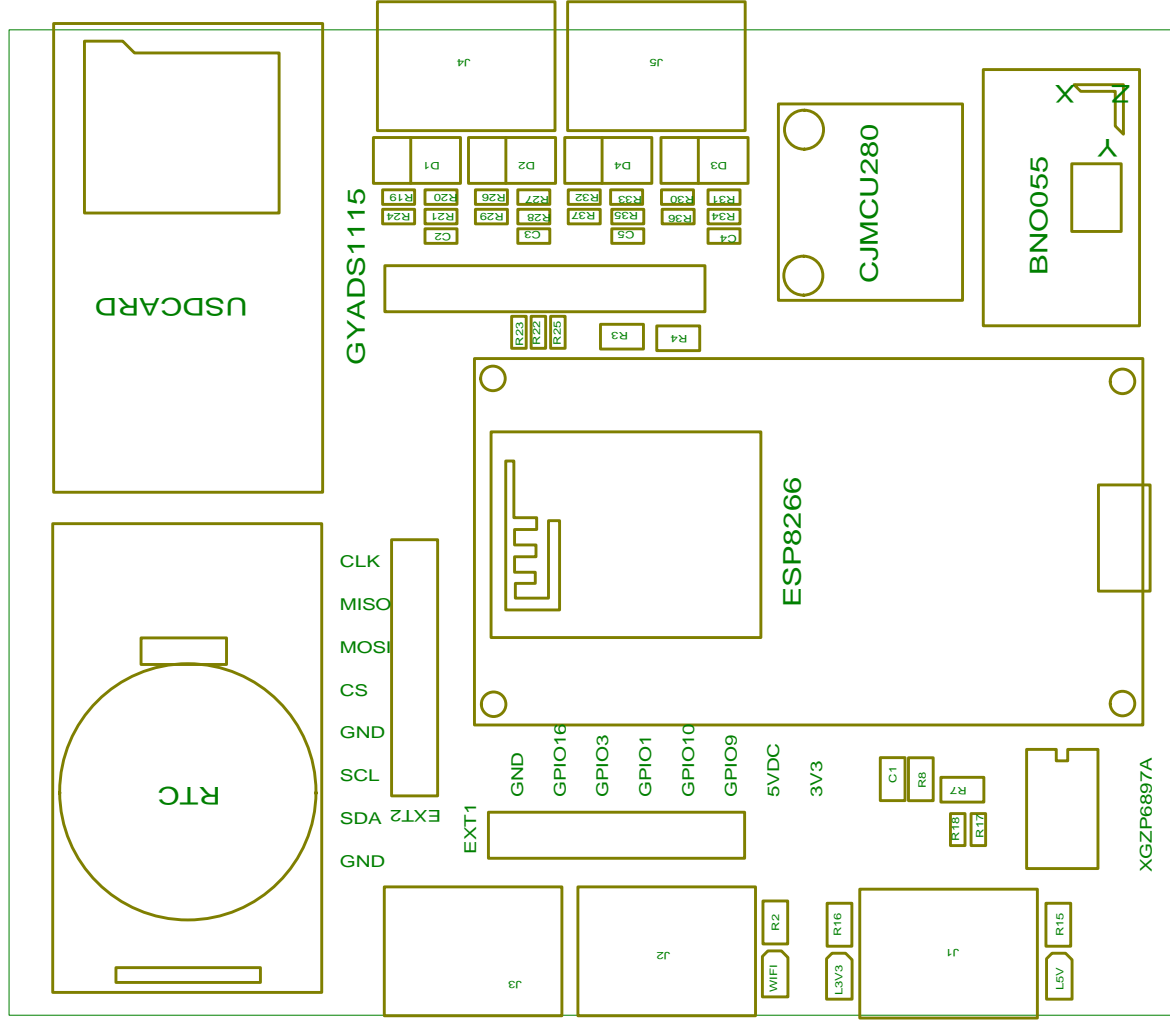 J4
J5
X
Z
Y
D1
D2
D4
D3
R19
R20
R26
R27
R32
R33
R30
R31
R24
R21
R29
R28
R37
R35
R36
R34
C2
C3
C5
C4
GYADS1115
CJMCU280
BNO055
USDCARD
R23
R22
R25
R3
R4
ESP8266
CLK
MISO
MOSI
CS
GND
SCL
SDA
GND
RTC
EXT2
EXT1
GND
GPIO16
GPIO3
GPIO1
GPIO10
GPIO9
5VDC
3V3
C1
R8
R7
R18
R17
XGZP6897A
J3
J2
R2
WIFI
R16
L3V3
J1
R15
L5V